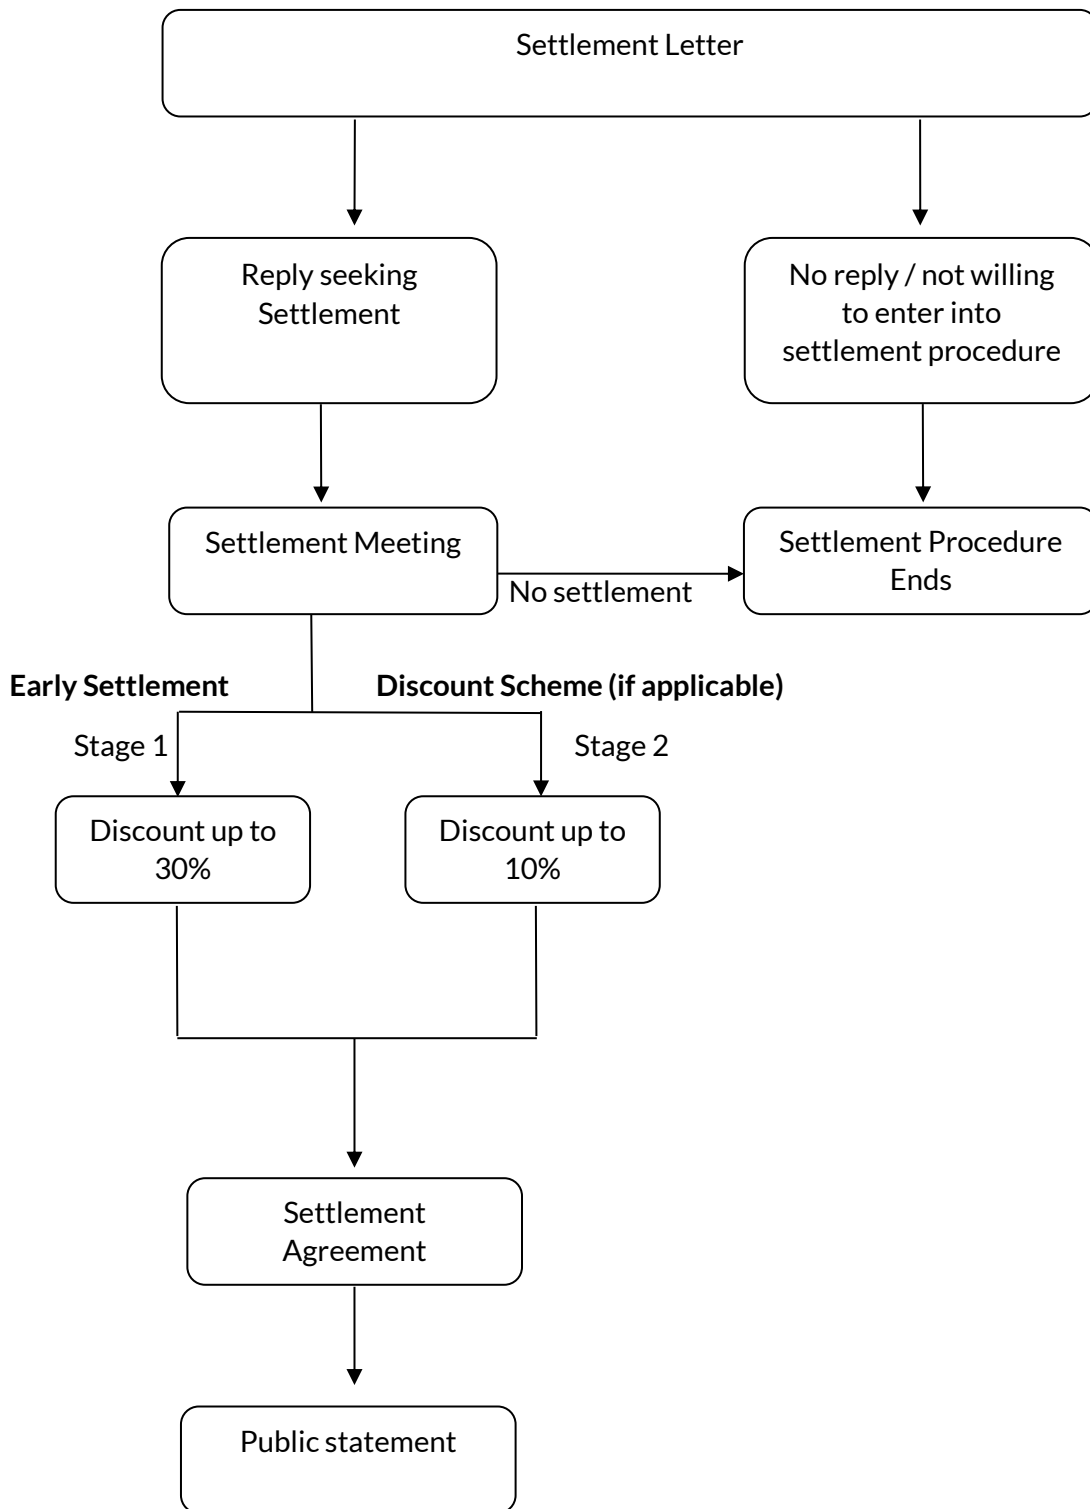 Settlement Letter
Reply seeking
Settlement
No reply / not willing
to enter into
settlement procedure
Settlement Meeting
No settlement
Settlement Procedure
Ends
Early Settlement Discount Scheme (if applicable)
Stage 1
Stage 2
Discount up to
30%
Discount up to
10%
Settlement
Agreement
Public statement